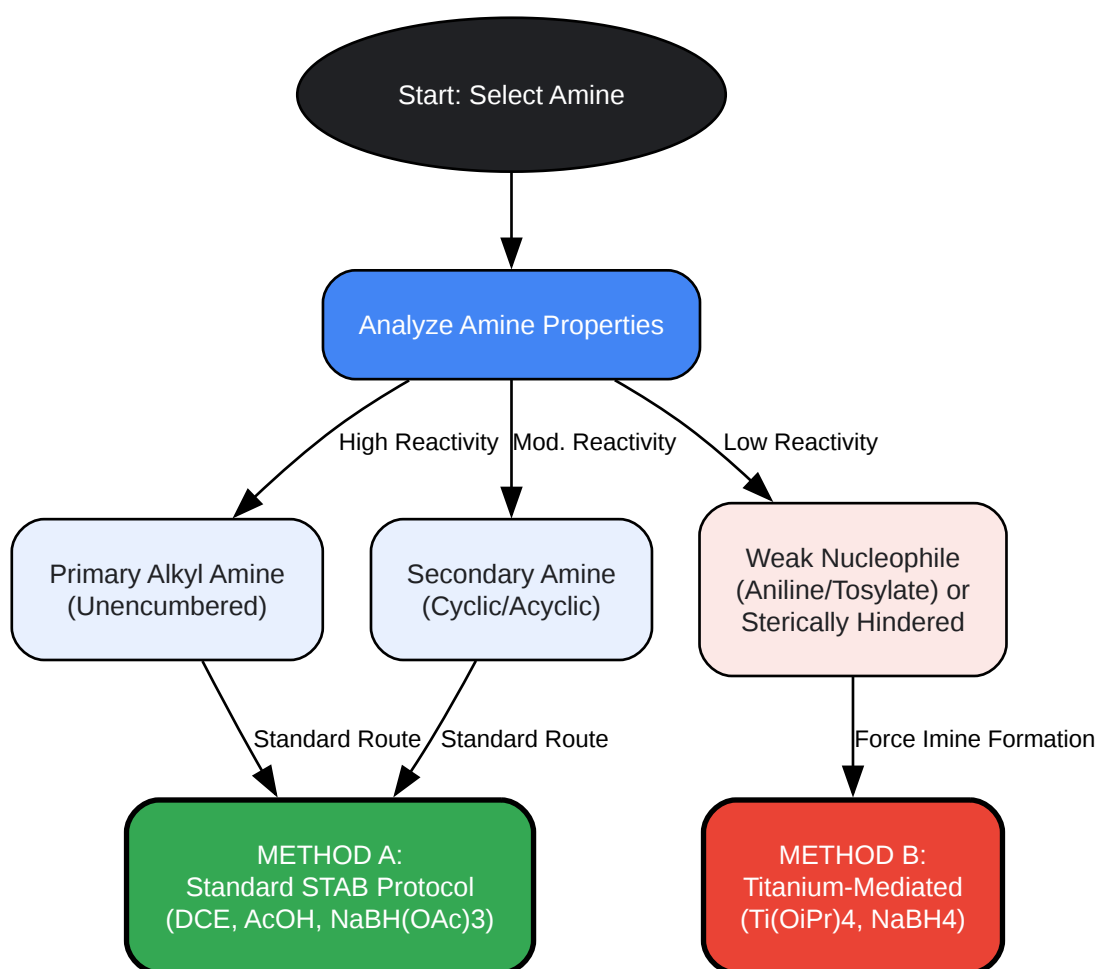 Start: Select Amine
Analyze Amine Properties
High Reactivity
Mod. Reactivity
Low Reactivity
Primary Alkyl Amine
(Unencumbered)
Secondary Amine
(Cyclic/Acyclic)
Weak Nucleophile
(Aniline/Tosylate) or
Sterically Hindered
Standard Route
Standard Route
Force Imine Formation
METHOD A:
Standard STAB Protocol
(DCE, AcOH, NaBH(OAc)3)
METHOD B:
Titanium-Mediated
(Ti(OiPr)4, NaBH4)